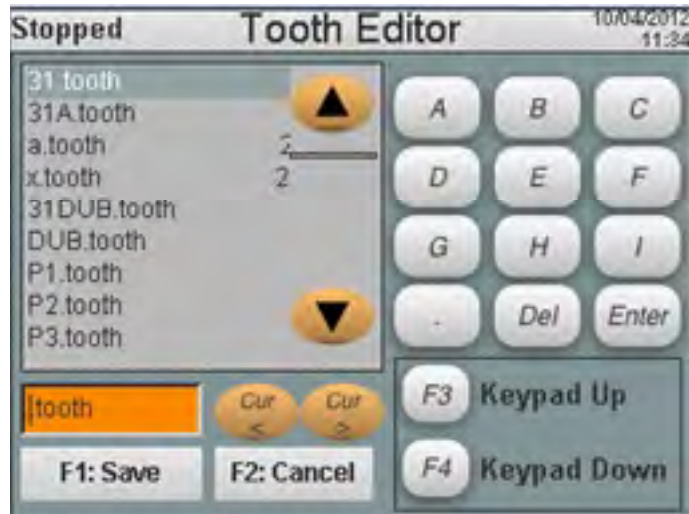 Stopped Tooth Editor 10/04/2012
11:34
31.tooth
31A.tooth
a.tooth 2
x.tooth 2
31DUB.tooth
DUB.tooth
P1.tooth
P2.tooth
P3.tooth
A B C
D E F
G H I
. Del Enter
.tooth
Cur < Cur >
F3 Keypad Up
F1: Save F2: Cancel
F4 Keypad Down